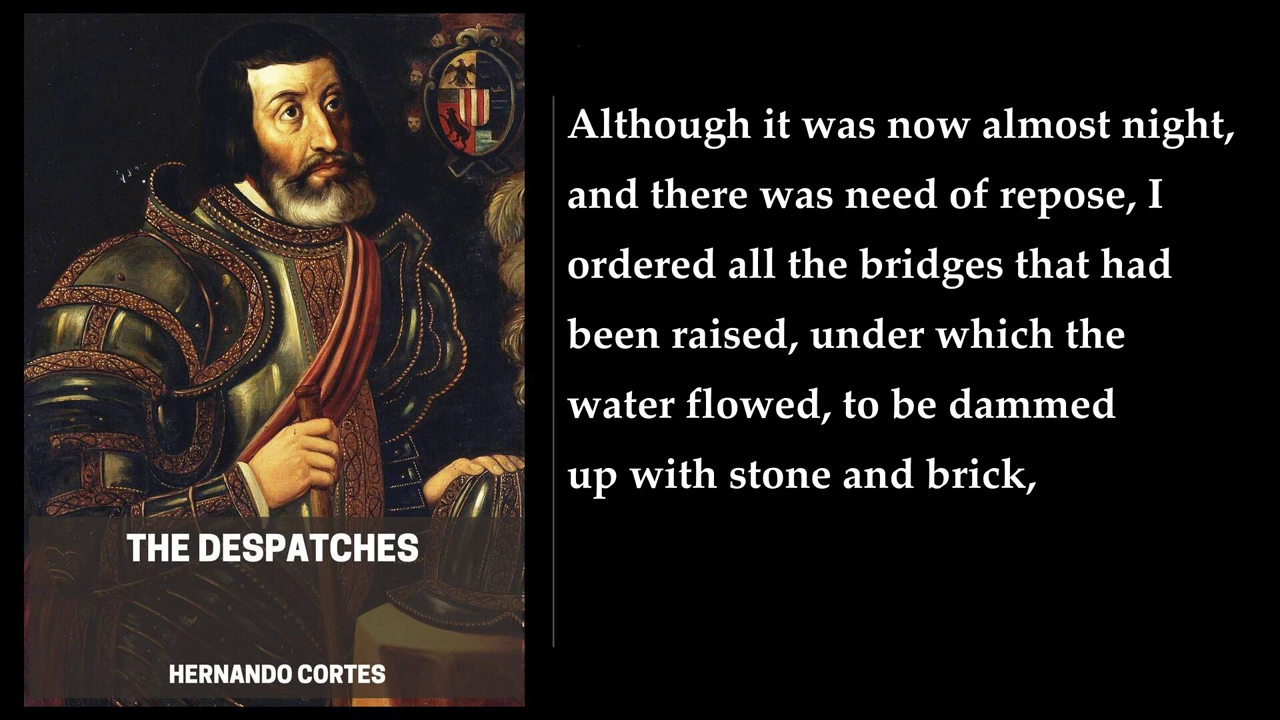 THE DESPATCHES
HERNANDO CORTES
Although it was now almost night,
and there was need of repose, I
ordered all the bridges that had
been raised, under which the
water flowed, to be dammed
up with stone and brick,